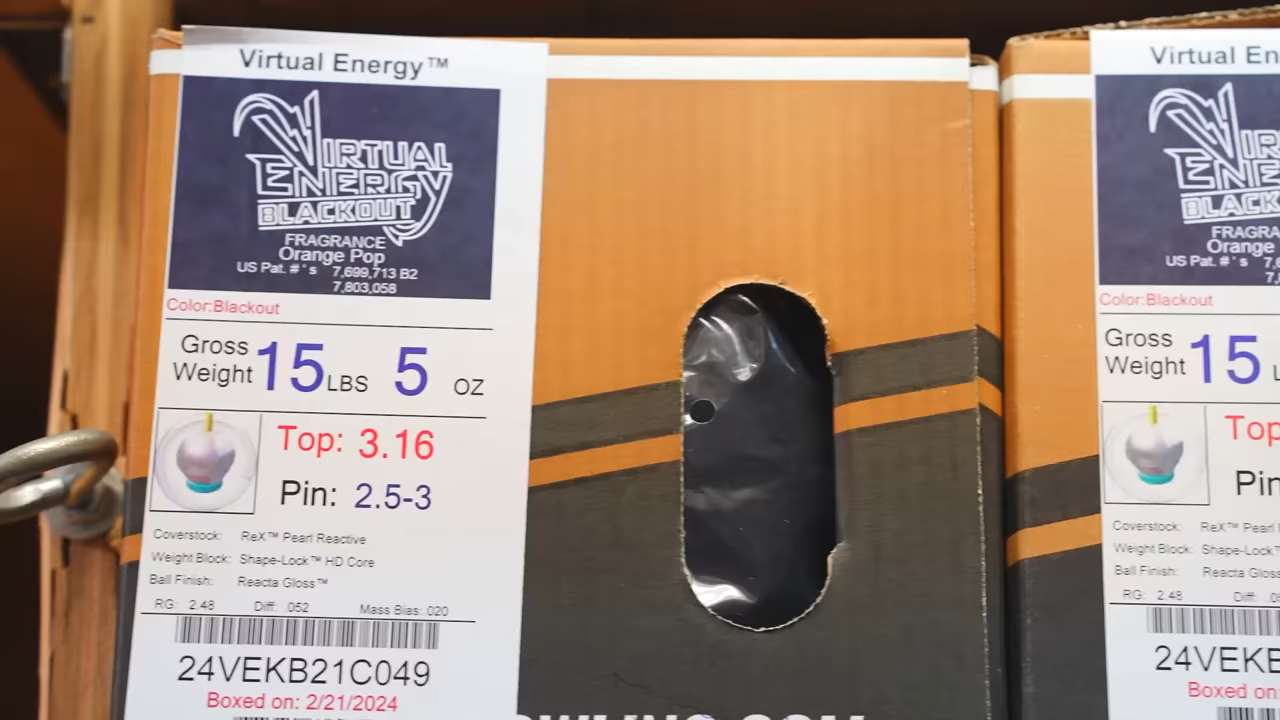 Virtual Energy™
VIRTUAL
ENERGY
BLACKOUT
FRAGRANCE
Orange Pop
US Pat. #'s 7,699,713 B2
7,803,058
Color:Blackout
Gross
Weight 15 LBS 5 OZ
Top: 3.16
Pin: 2.5-3
Coverstock: ReX™ Pearl Reactive
Weight Block: Shape-Lock™ HD Core
Ball Finish: Reacta Gloss™
RG: 2.48 Diff: .052 Mass Bias: .020
24VEKB21C049
Boxed on: 2/21/2024
Virtual En
VIR
ENE
BLACK
FRAGRA
Orange
US Pat. #'s 7,6
7,
Color:Blackout
Gross
Weight 15 L
Top
Pin
Coverstock: ReX™ Pearl
Weight Block: Shape-Lock
Ball Finish: Reacta Gloss
RG: 2.48 Diff: .0
24VEK
Boxed on: